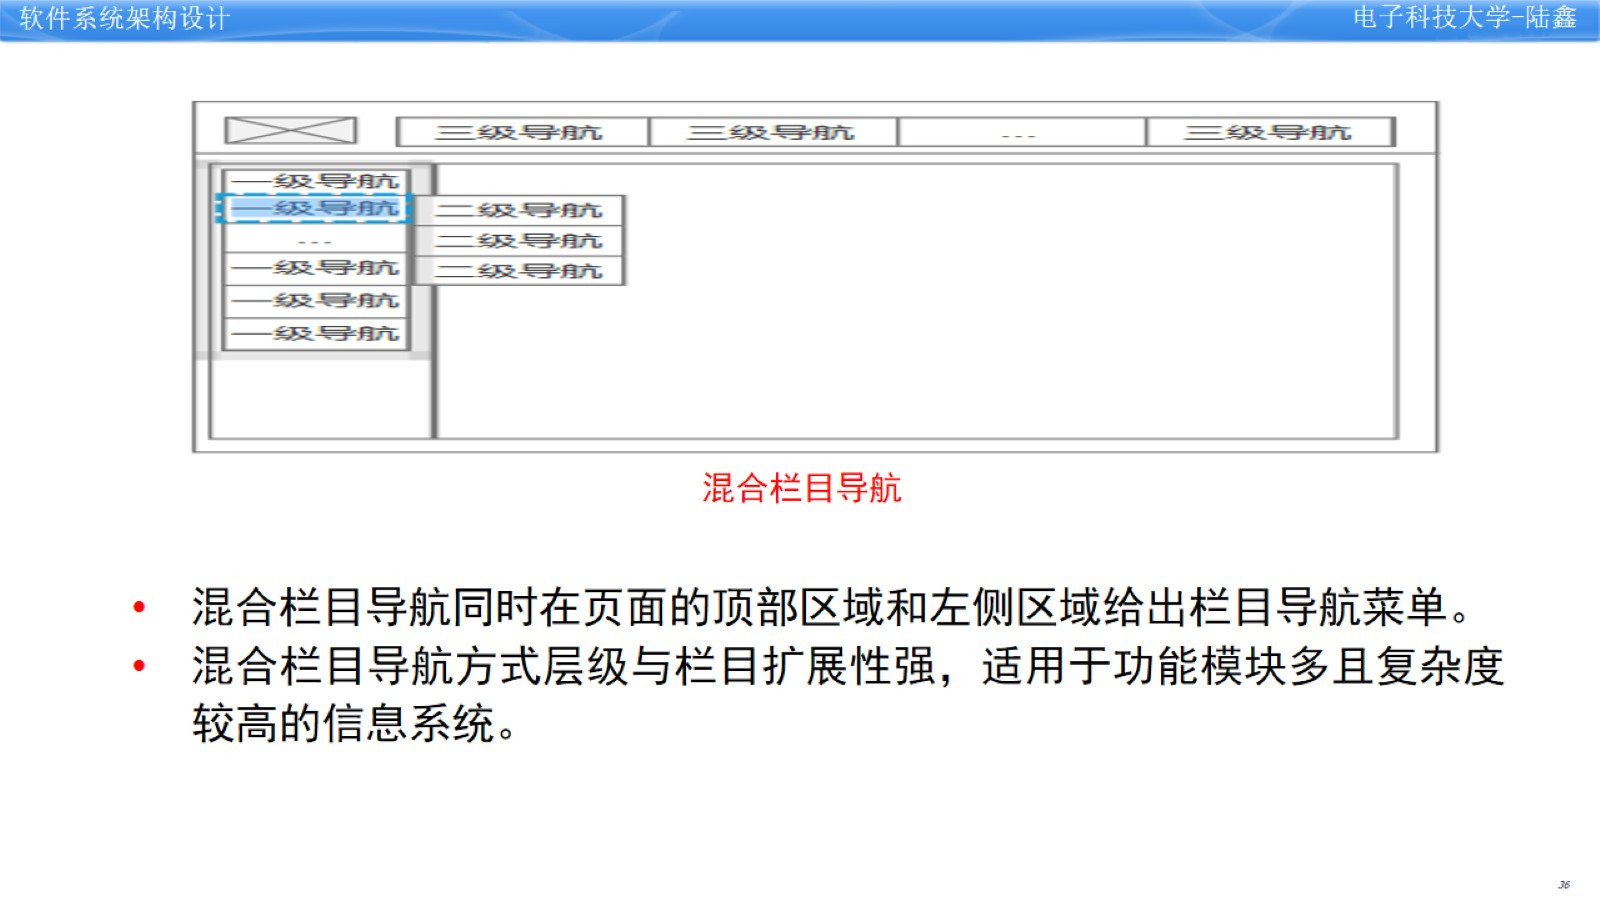 软件系统架构设计
电子科技大学-陆鑫
三级导航 三级导航 --- 三级导航
一级导航
一级导航 二级导航
--- 二级导航
一级导航 二级导航
一级导航
一级导航
混合栏目导航
• 混合栏目导航同时在页面的顶部区域和左侧区域给出栏目导航菜单。
• 混合栏目导航方式层级与栏目扩展性强，适用于功能模块多且复杂度
较高的信息系统。
36